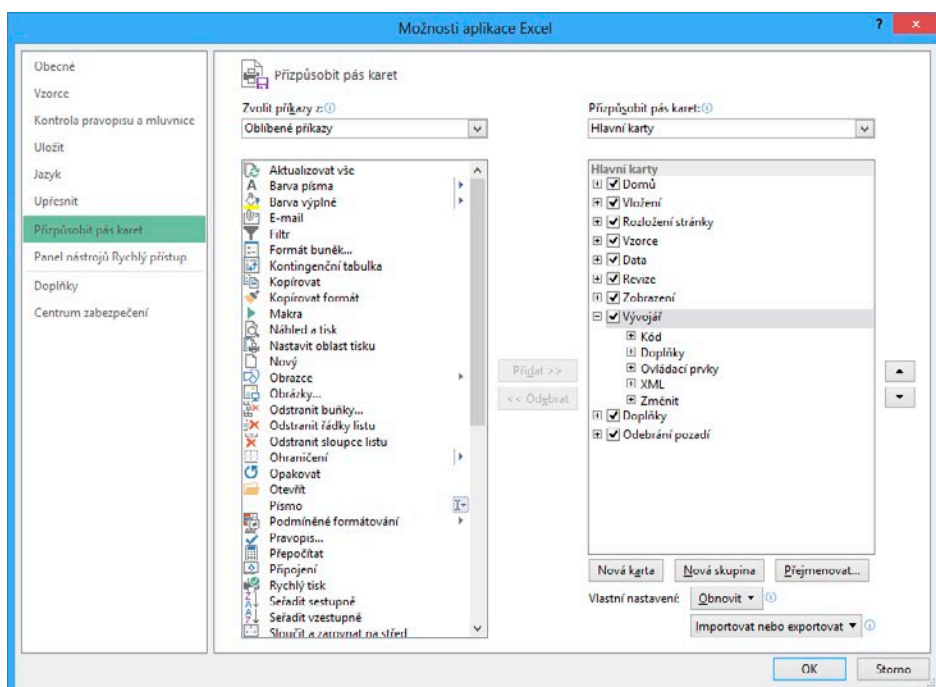 Možnosti aplikace Excel
?
Obecné
Vzorce
Kontrola pravopisu a mluvnice
Uložit
Jazyk
Upřesnit
Přizpůsobit pás karet
Panel nástrojů Rychlý přístup
Doplňky
Centrum zabezpečení
Přizpůsobit pás karet
Zvolit příkazy z:
Oblíbené příkazy
Aktualizovat vše
Barva písma
Barva výplně
E-mail
Filtr
Formát buněk...
Kontingenční tabulka
Kopírovat
Kopírovat formát
Makra
Náhled a tisk
Nastavit oblast tisku
Nový
Obrazce
Obrázky...
Odstranit buňky...
Odstranit řádky listu
Odstranit sloupce listu
Ohraničení
Opakovat
Otevřít
Písmo
Podmíněné formátování
Pravopis...
Přepočítat
Připojení
Rychlý tisk
Seřadit sestupně
Seřadit vzestupně
Sloučit a zarovnat na střed
Přidat >>
<< Odebrat
Přizpůsobit pás karet:
Hlavní karty
Hlavní karty
Domů
Vložení
Rozložení stránky
Vzorce
Data
Revize
Zobrazení
Vývojář
Kód
Doplňky
Ovládací prvky
XML
Změnit
Doplňky
Odebrání pozadí
Nová karta
Nová skupina
Přejmenovat...
Vlastní nastavení:
Obnovit
Importovat nebo exportovat
OK
Storno